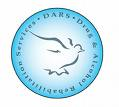 DARS - Drug & Alcohol Rehabilitation Services -